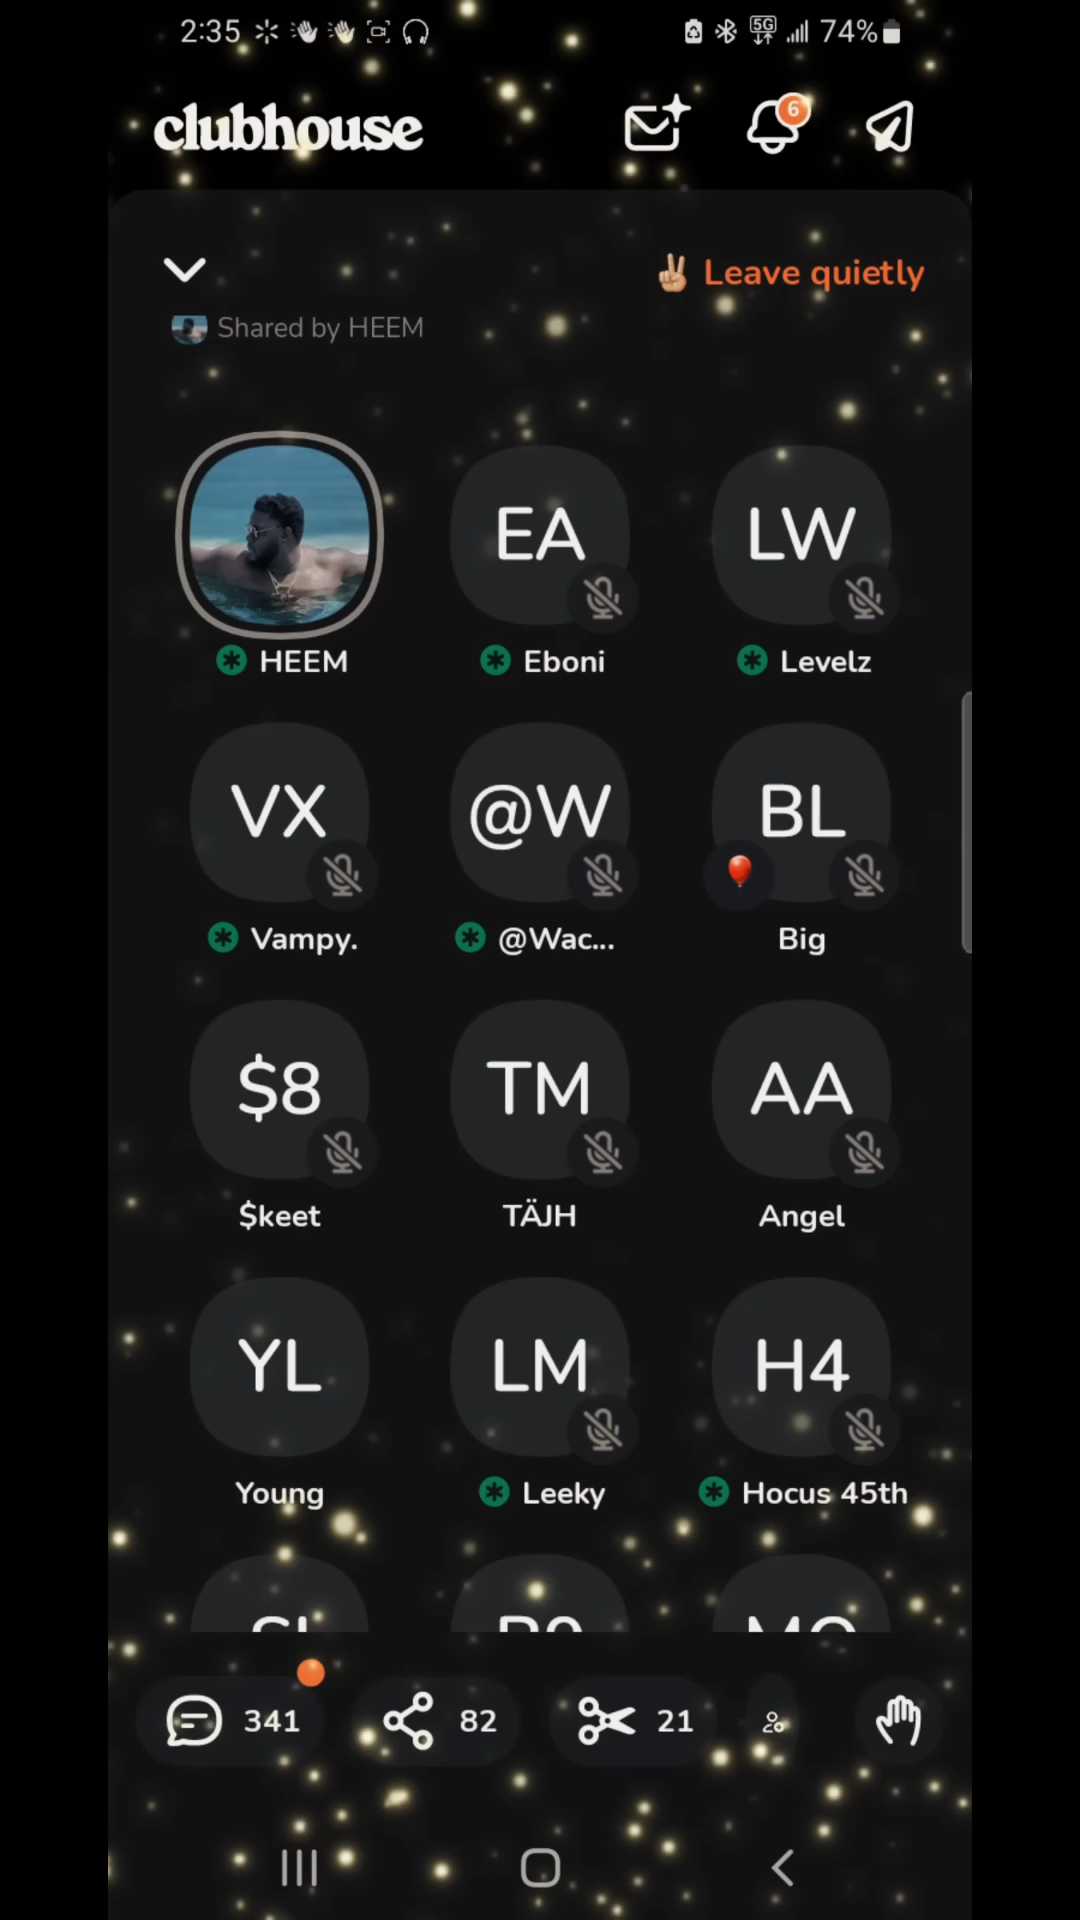 2:35 5G 74%
clubhouse 6
✌🏼 Leave quietly
Shared by HEEM
EA LW
HEEM Eboni Levelz
VX @W BL
Vampy. @Wac... Big
$8 TM AA
$keet TÄJH Angel
YL LM H4
Young Leeky Hocus 45th
341 82 21